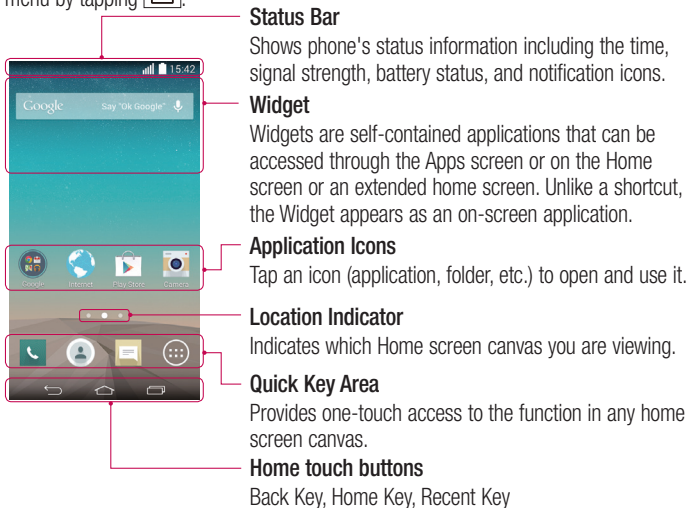 menu by tapping
Status Bar
Shows phone's status information including the time,
signal strength, battery status, and notification icons.
Widget
Widgets are self-contained applications that can be
accessed through the Apps screen or on the Home
screen or an extended home screen. Unlike a shortcut,
the Widget appears as an on-screen application.
Application Icons
Tap an icon (application, folder, etc.) to open and use it.
Location Indicator
Indicates which Home screen canvas you are viewing.
Quick Key Area
Provides one-touch access to the function in any home
screen canvas.
Home touch buttons
Back Key, Home Key, Recent Key
15:42
Google Say "Ok Google"
Google Internet Play Store Camera